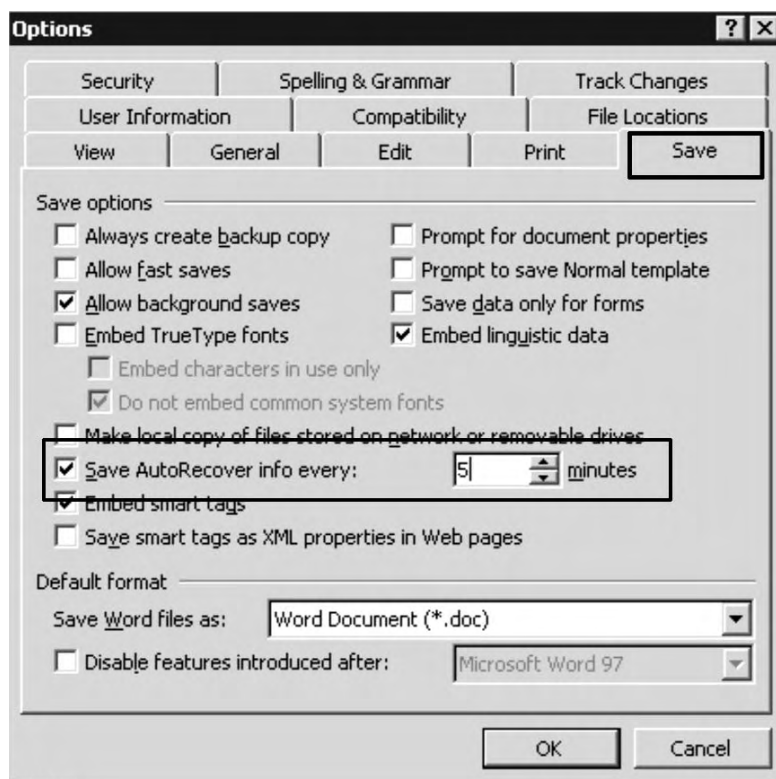 Options
Security Spelling & Grammar Track Changes
User Information Compatibility File Locations
View General Edit Print Save
Save options
Always create backup copy Prompt for document properties
Allow fast saves Prompt to save Normal template
Allow background saves Save data only for forms
Embed TrueType fonts Embed linguistic data
Embed characters in use only
Do not embed common system fonts
Make local copy of files stored on network or removable drives
Save AutoRecover info every: 5 minutes
Embed smart tags
Save smart tags as XML properties in Web pages
Default format
Save Word files as: Word Document (*.doc)
Disable features introduced after: Microsoft Word 97
OK Cancel